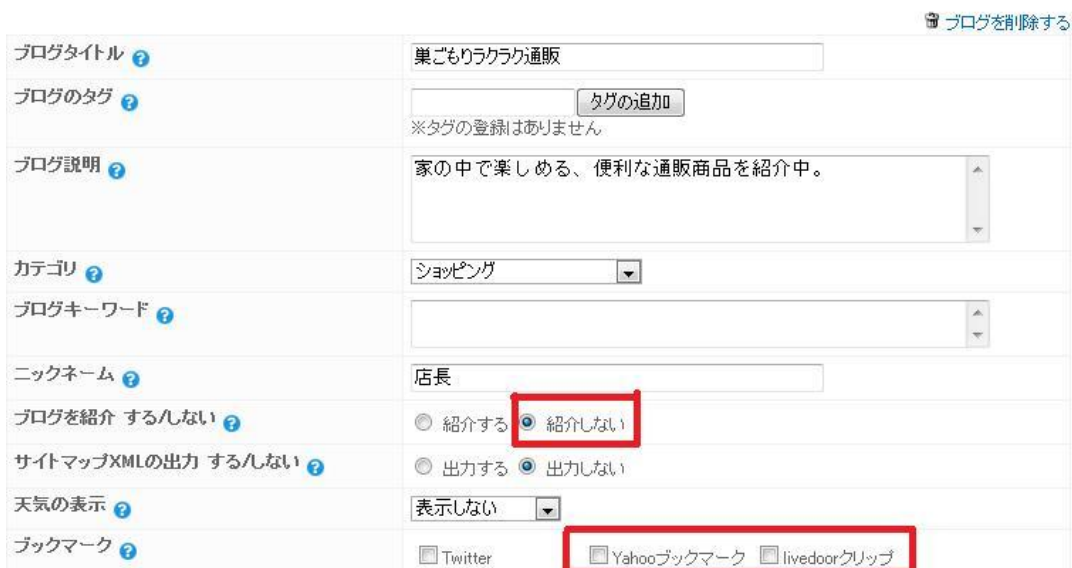 ブログを削除する
ブログタイトル
巣ごもりラクラク通販
ブログのタグ
タグの追加
※タグの登録はありません
ブログ説明
家の中で楽しめる、便利な通販商品を紹介中。
カテゴリ
ショッピング
ブログキーワード
ニックネーム
店長
ブログを紹介 する/しない
紹介する 紹介しない
サイトマップXMLの出力 する/しない
出力する 出力しない
天気の表示
表示しない
ブックマーク
Twitter Yahooブックマーク livedoorクリップ